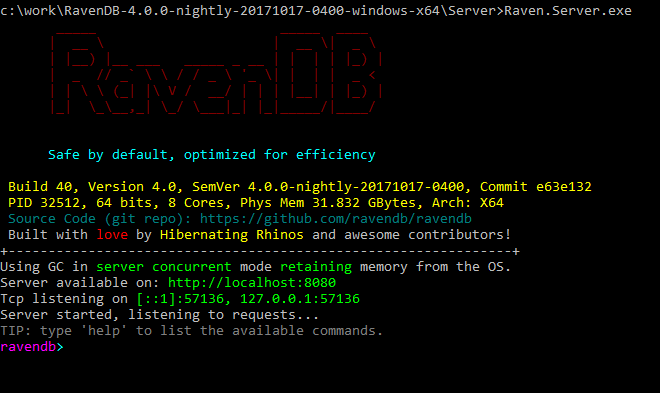 c:\work\RavenDB-4.0.0-nightly-20171017-0400-windows-x64\Server>Raven.Server.exe
RavenDB
Safe by default, optimized for efficiency
Build 40, Version 4.0, SemVer 4.0.0-nightly-20171017-0400, Commit e63e132
PID 32512, 64 bits, 8 Cores, Phys Mem 31.832 GBytes, Arch: X64
Source Code (git repo): https://github.com/ravendb/ravendb
Built with love by Hibernating Rhinos and awesome contributors!
+---------------------------------------------------------------+
Using GC in server concurrent mode retaining memory from the OS.
Server available on: http://localhost:8080
Tcp listening on [::1]:57136, 127.0.0.1:57136
Server started, listening to requests...
TIP: type 'help' to list the available commands.
ravendb>